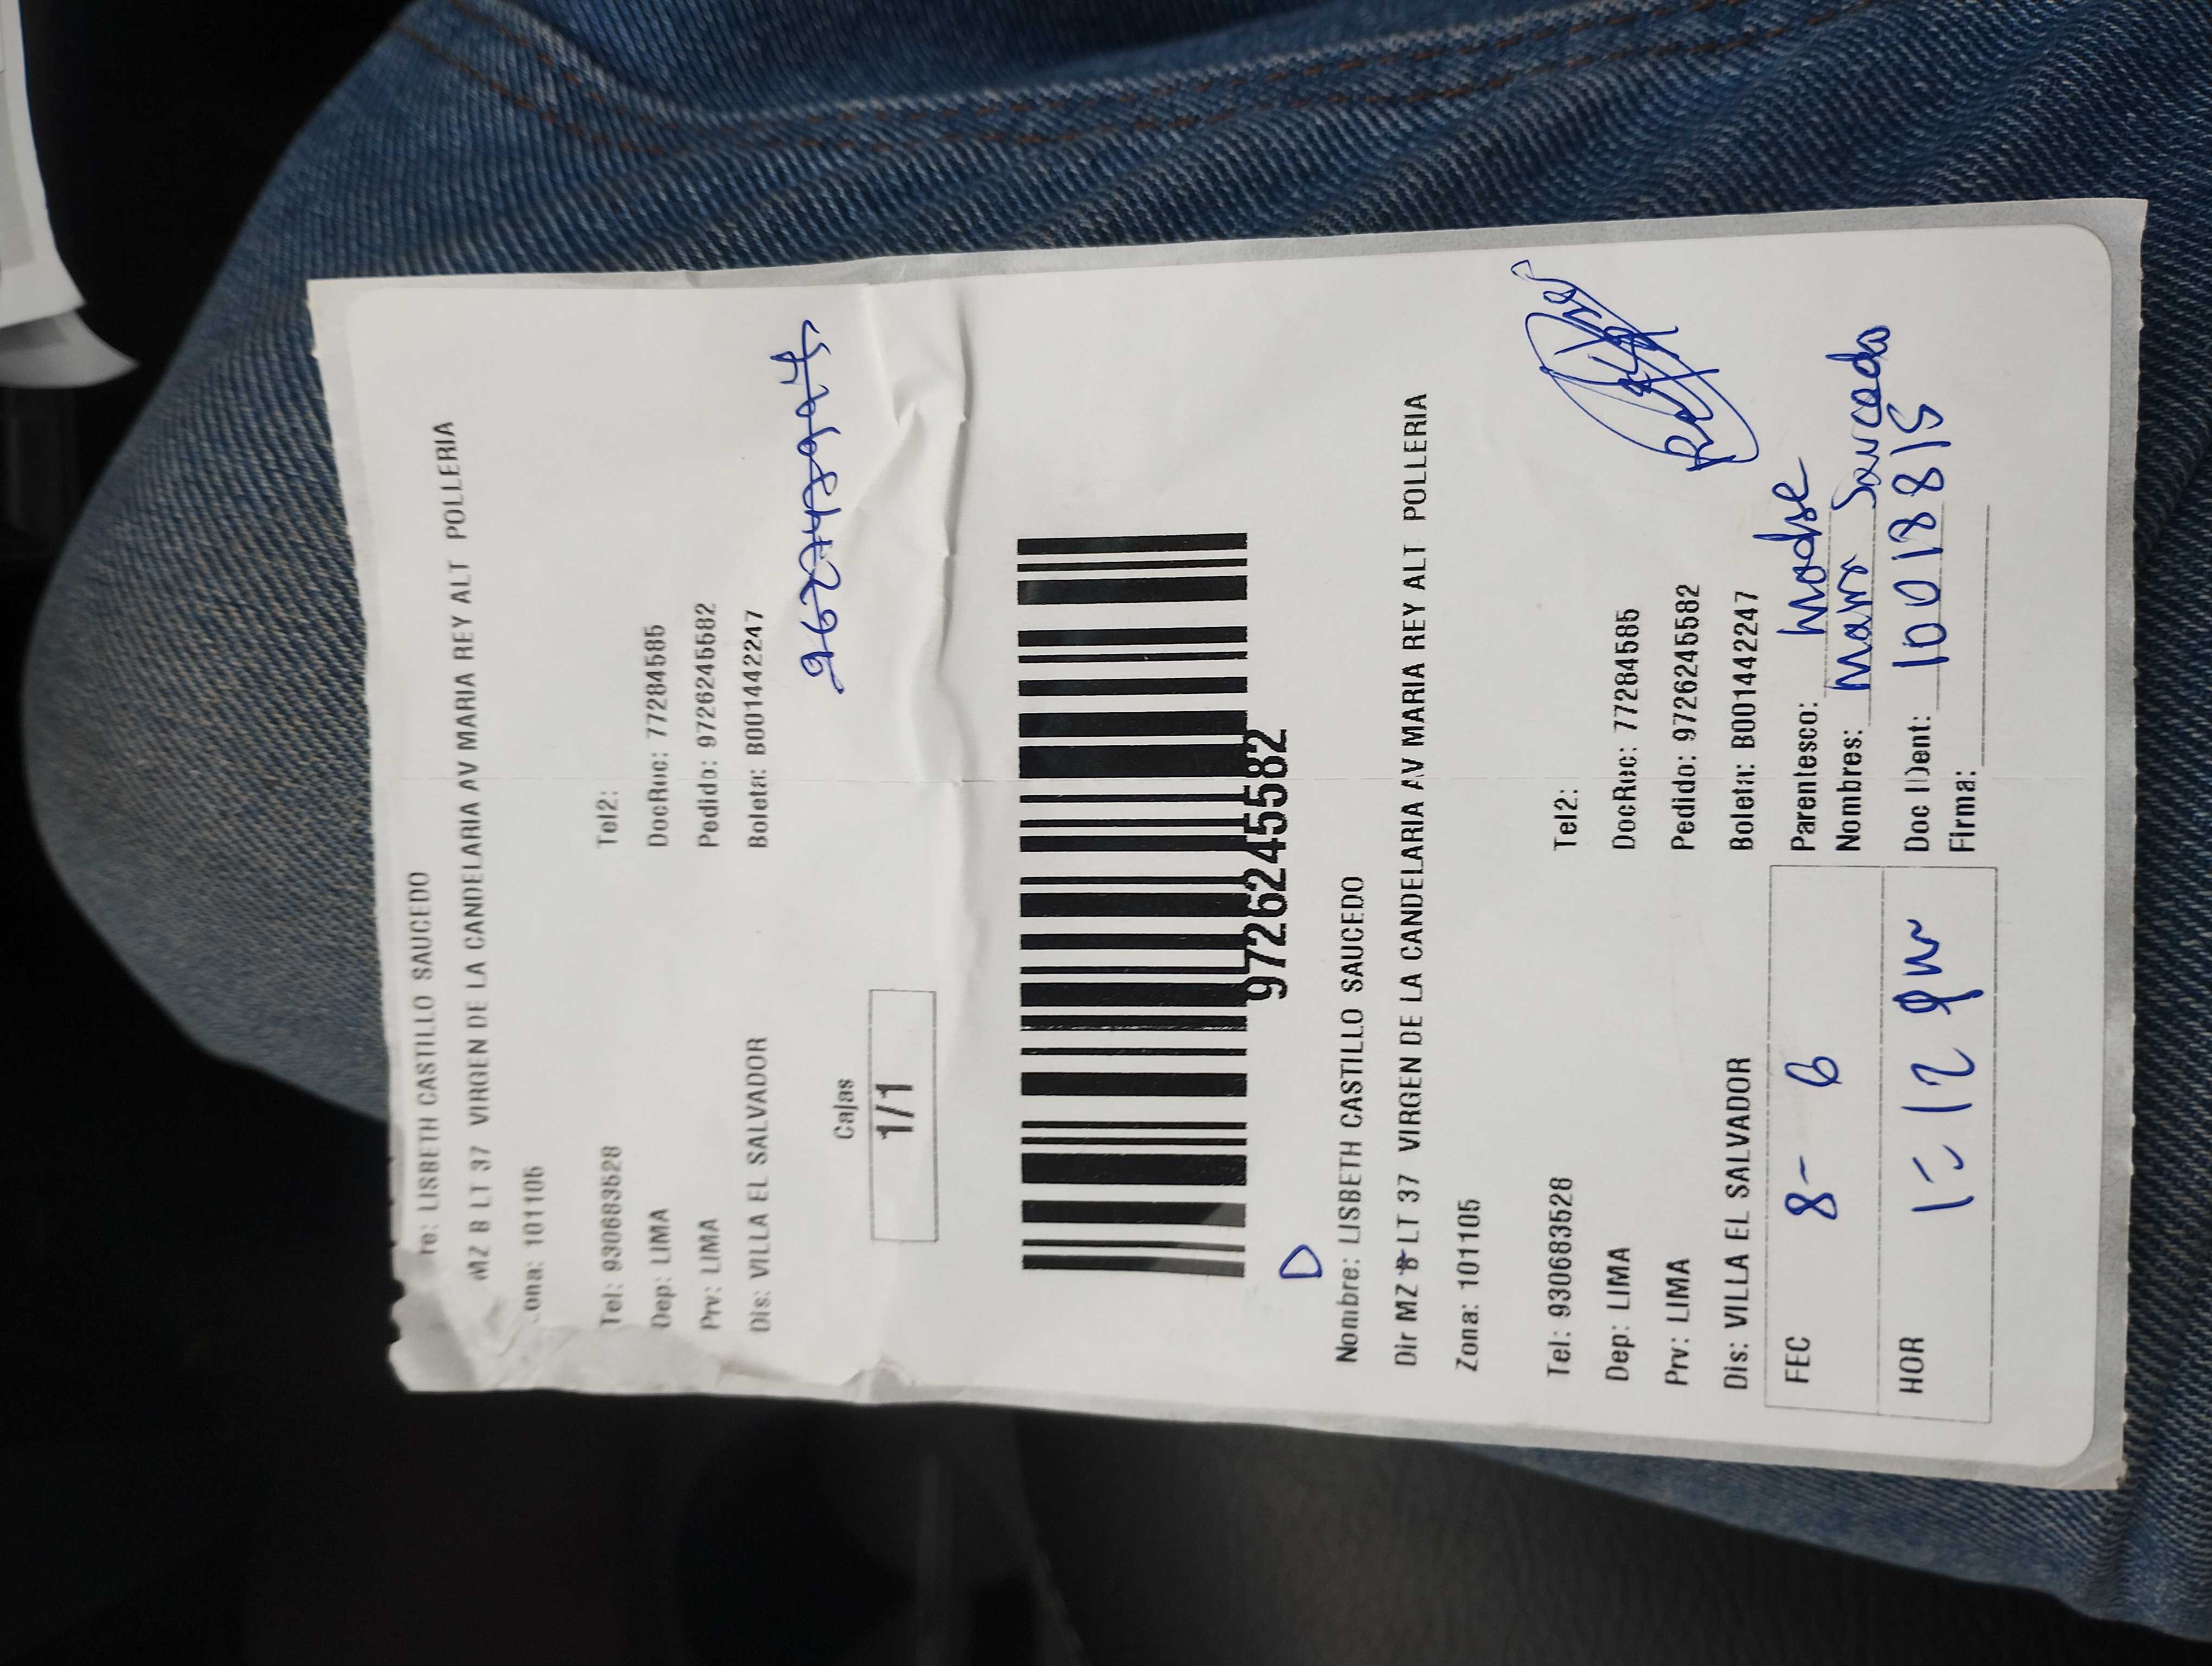 re: LISBETH CASTILLO SAUCEDO
MZ B LT 37 VIRGEN DE LA CANDELARIA AV MARIA REY ALT POLLERIA
ona: 101105
Tel: 930683528 Tel2:
Dep: LIMA DocRuc: 77284585
Prv: LIMA Pedido: 9726245582
Dis: VILLA EL SALVADOR Boleta: B001442247
Cajas
1/1
9726245582
D
Nombre: LISBETH CASTILLO SAUCEDO
Dir MZ B LT 37 VIRGEN DE LA CANDELARIA AV MARIA REY ALT POLLERIA
Zona: 101105
Tel: 930683528 Tel2:
Dep: LIMA DocRuc: 77284585
Prv: LIMA Pedido: 9726245582
Dis: VILLA EL SALVADOR Boleta: B001442247
FEC 8-6 Parentesco: Madre
Nombres: Saucedo
HOR 1:12 pm Doc IDent: 10018815
Firma: